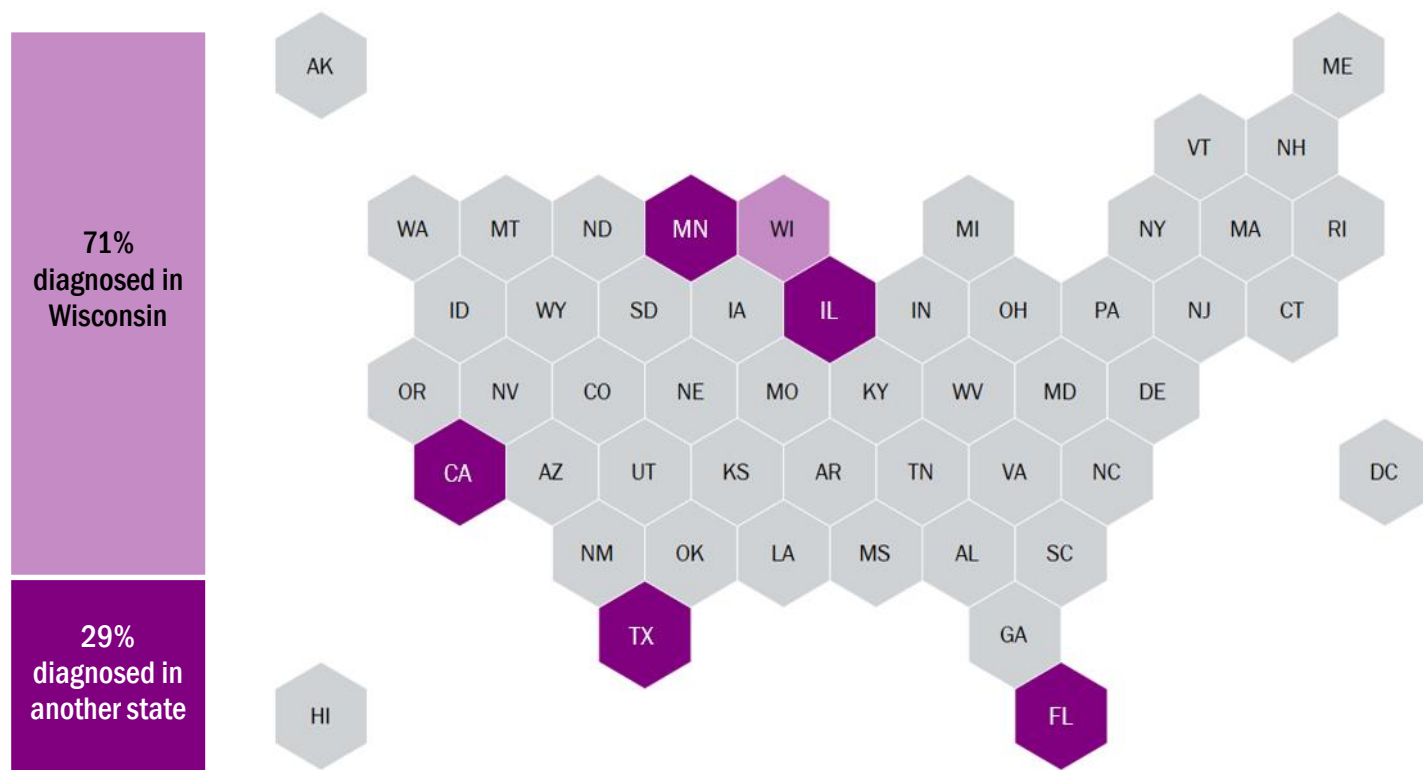 71%
diagnosed in
Wisconsin
29%
diagnosed in
another state
AK
ME
VT
NH
WA
MT
ND
MN
WI
MI
NY
MA
RI
ID
WY
SD
IA
IL
IN
OH
PA
NJ
CT
OR
NV
CO
NE
MO
KY
WV
MD
DE
CA
AZ
UT
KS
AR
TN
VA
NC
DC
NM
OK
LA
MS
AL
SC
TX
GA
HI
FL